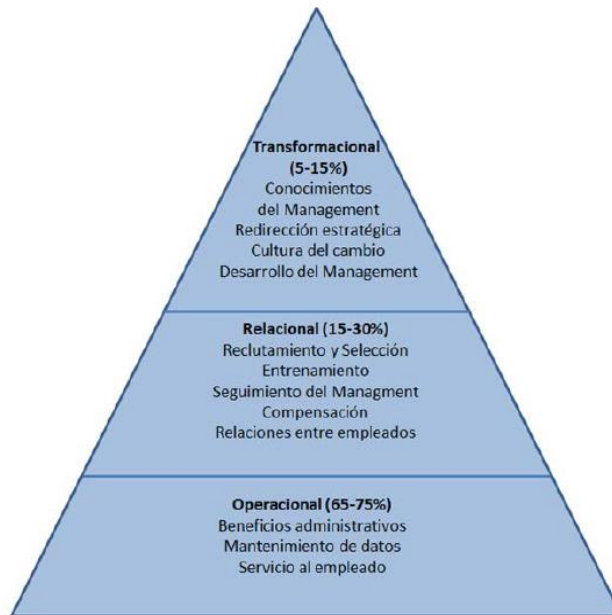 Transformacional
(5-15%)
Conocimientos
del Management
Redirección estratégica
Cultura del cambio
Desarrollo del Management
Relacional (15-30%)
Reclutamiento y Selección
Entrenamiento
Seguimiento del Managment
Compensación
Relaciones entre empleados
Operacional (65-75%)
Beneficios administrativos
Mantenimiento de datos
Servicio al empleado